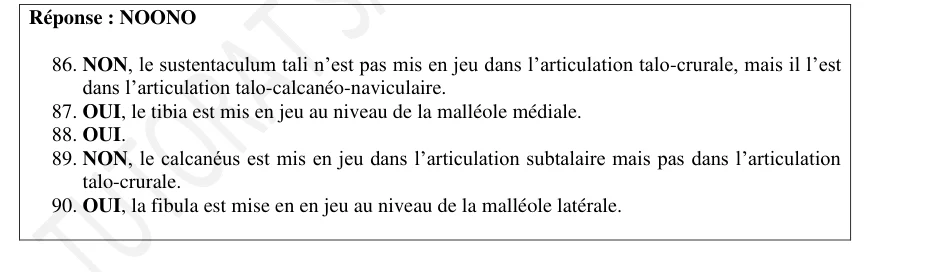 Réponse : NOONO
86. NON, le sustentaculum tali n’est pas mis en jeu dans l’articulation talo-crurale, mais il l’est
dans l’articulation talo-calcanéo-naviculaire.
87. OUI, le tibia est mis en jeu au niveau de la malléole médiale.
88. OUI.
89. NON, le calcanéus est mis en jeu dans l’articulation subtalaire mais pas dans l’articulation
talo-crurale.
90. OUI, la fibula est mise en en jeu au niveau de la malléole latérale.
TUTORAT